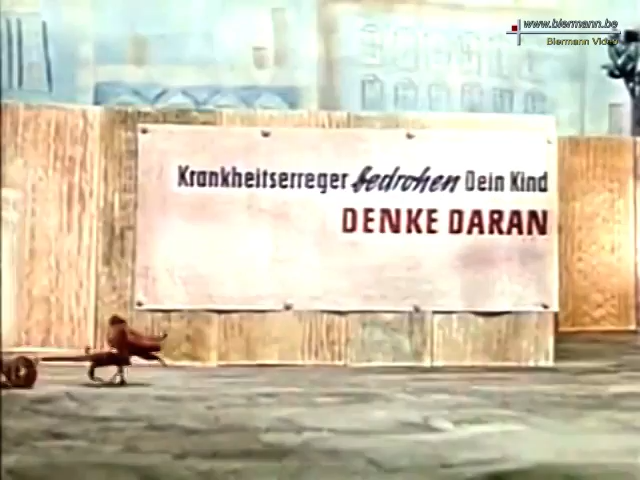 www.biermann.be
Biermann Video
Krankheitserreger bedrohen Dein Kind
DENKE DARAN